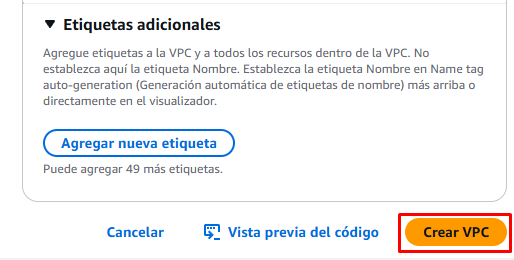 Etiquetas adicionales
Agregue etiquetas a la VPC y a todos los recursos dentro de la VPC. No
establezca aquí la etiqueta Nombre. Establezca la etiqueta Nombre en Name tag
auto-generation (Generación automática de etiquetas de nombre) más arriba o
directamente en el visualizador.
Agregar nueva etiqueta
Puede agregar 49 más etiquetas.
Cancelar
Vista previa del código
Crear VPC